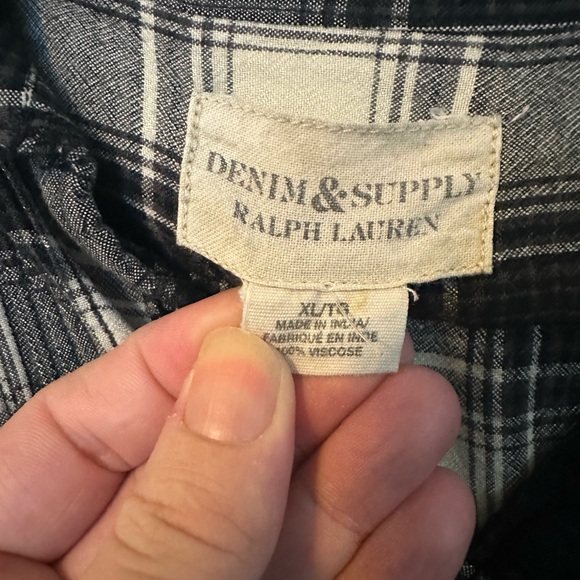 DENIM & SUPPLY
RALPH LAUREN
XL/TG
MADE IN INDIA/
FABRIQUÉ EN INDE
100% VISCOSE